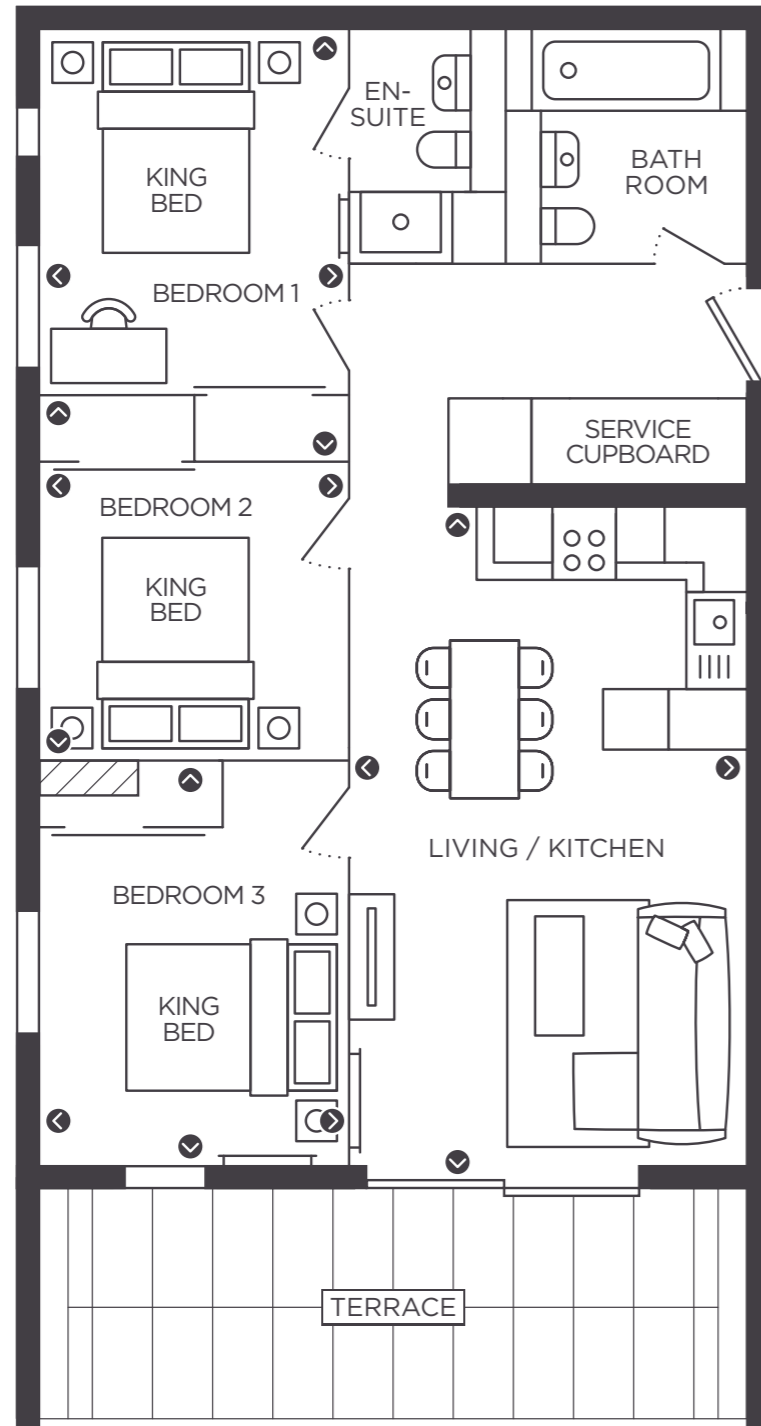 EN-
SUITE
KING
BED
BATH
ROOM
BEDROOM 1
SERVICE
CUPBOARD
BEDROOM 2
KING
BED
LIVING / KITCHEN
BEDROOM 3
KING
BED
TERRACE